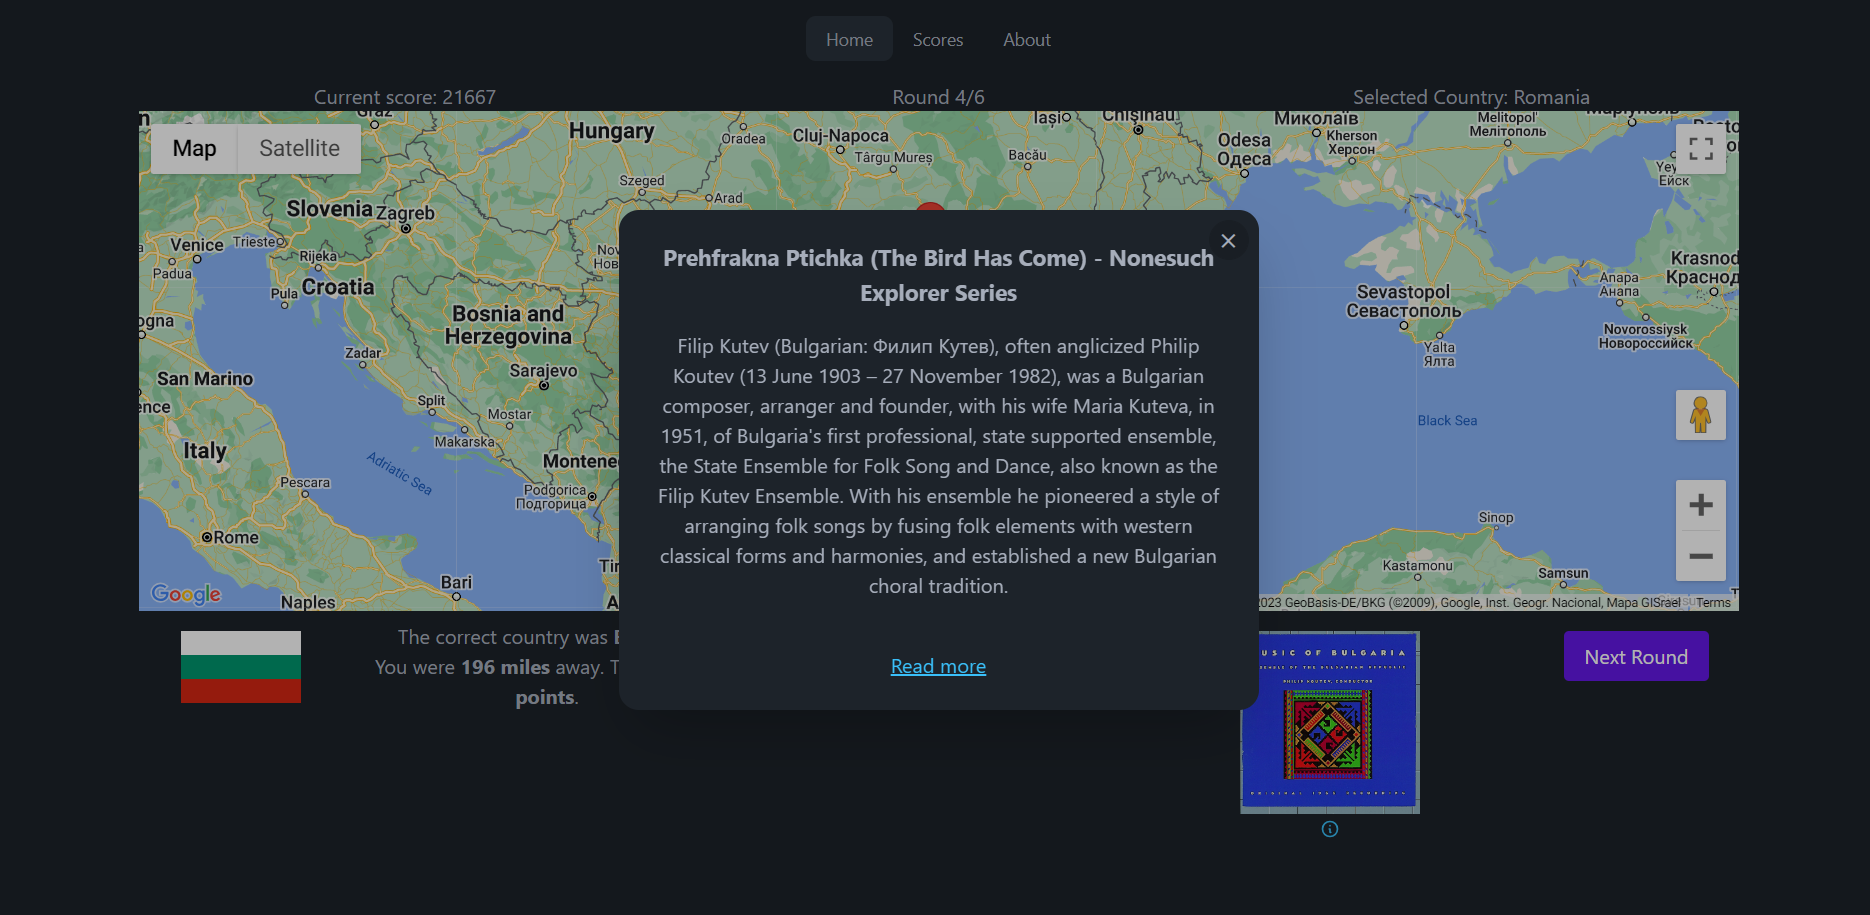 Home
Scores
About
Current score: 21667
Round 4/6
Selected Country: Romania
Map
Satellite
Graz
Hungary
Oradea
Cluj-Napoca
Târgu Mureș
Iași
Chișinău
Bacău
Odesa
Одеса
Миколаїв
Kherson
Херсон
Melitopol'
Мелітополь
Ейск
Szeged
Arad
Slovenia
Zagreb
Venice
Trieste
Padua
Rijeka
Pula
Croatia
Bosnia and
Herzegovina
Zadar
Sarajevo
San Marino
Split
Mostar
Makarska
Italy
Adriatic Sea
Pescara
Podgorica
Подгорица
Rome
Bari
Naples
Google
Sevastopol
Севастополь
Yalta
Ялта
Anapa
Анапа
Krasnod
Краснод
Novorossiysk
Новороссийск
Black Sea
Sinop
Kastamonu
Samsun
2023 GeoBasis-DE/BKG (©2009), Google, Inst. Geogr. Nacional, Mapa GISrael
Terms
Prehfrakna Ptichka (The Bird Has Come) - Nonesuch
Explorer Series
Filip Kutev (Bulgarian: Филип Кутев), often anglicized Philip
Koutev (13 June 1903 – 27 November 1982), was a Bulgarian
composer, arranger and founder, with his wife Maria Kuteva, in
1951, of Bulgaria's first professional, state supported ensemble,
the State Ensemble for Folk Song and Dance, also known as the
Filip Kutev Ensemble. With his ensemble he pioneered a style of
arranging folk songs by fusing folk elements with western
classical forms and harmonies, and established a new Bulgarian
choral tradition.
Read more
The correct country was
You were 196 miles away.
points.
USIC OF BULGARIA
PHILIP KOUTEV, CONDUCTOR
Next Round